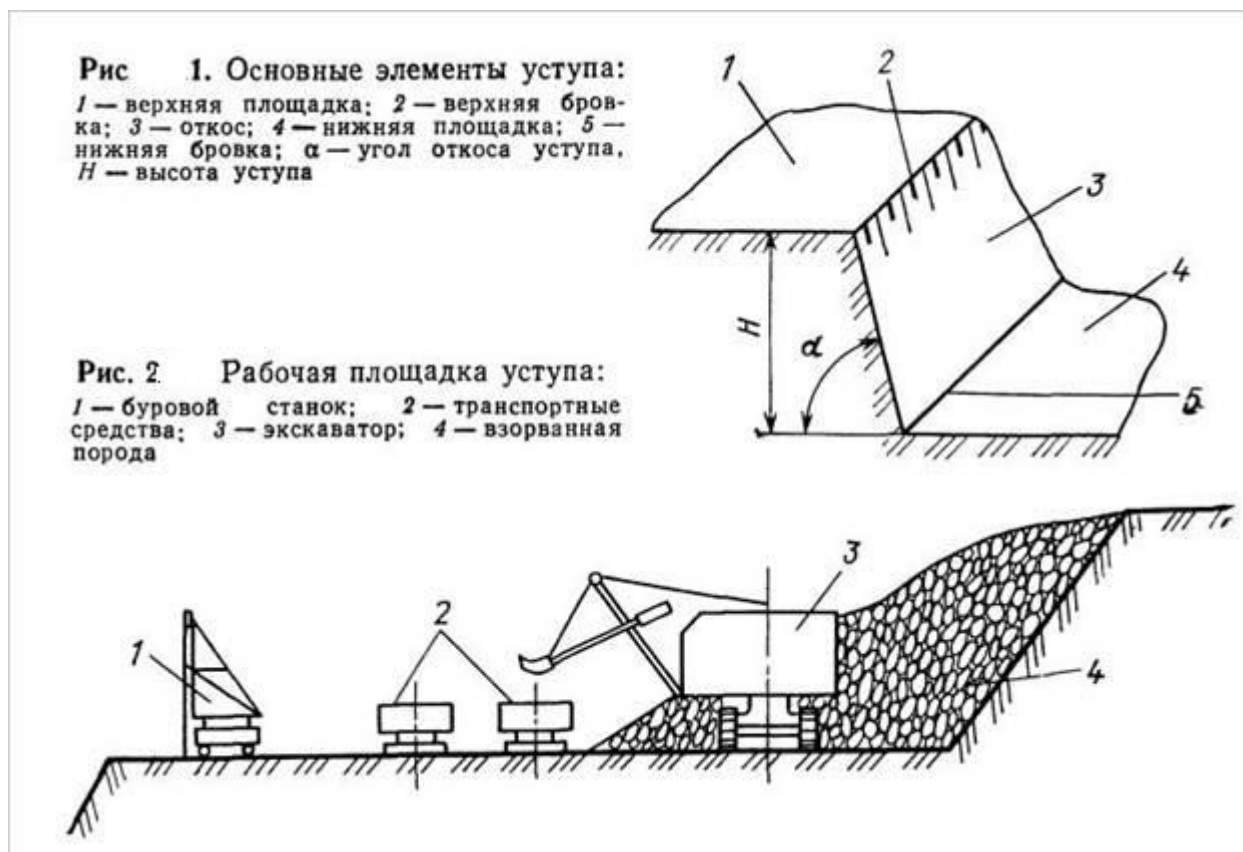 Рис 1. Основные элементы уступа:
1 — верхняя площадка; 2 — верхняя бров-
ка; 3 — откос; 4 — нижняя площадка; 5 —
нижняя бровка; α — угол откоса уступа,
H — высота уступа
1
2
3
4
5
H
α
Рис. 2 Рабочая площадка уступа:
1 — буровой станок; 2 — транспортные
средства; 3 — экскаватор; 4 — взорванная
порода
1
2
3
4